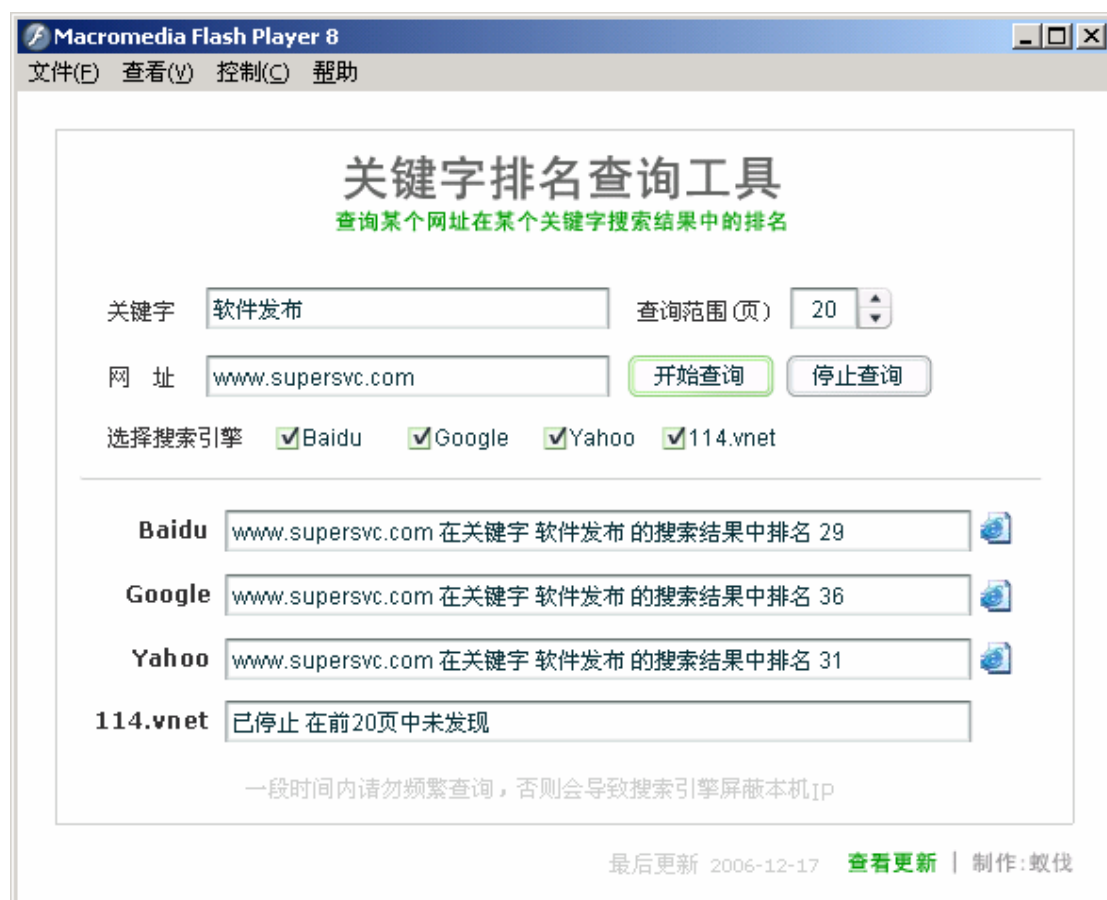 Macromedia Flash Player 8
文件(F) 查看(V) 控制(C) 帮助
关键字排名查询工具
查询某个网址在某个关键字搜索结果中的排名
关键字 软件发布 查询范围(页) 20
网 址 www.supersvc.com 开始查询 停止查询
选择搜索引擎 Baidu Google Yahoo 114.vnet
Baidu www.supersvc.com 在关键字 软件发布 的搜索结果中排名 29
Google www.supersvc.com 在关键字 软件发布 的搜索结果中排名 36
Yahoo www.supersvc.com 在关键字 软件发布 的搜索结果中排名 31
114.vnet 已停止 在前20页中未发现
一段时间内请勿频繁查询，否则会导致搜索引擎屏蔽本机IP
最后更新 2006-12-17 查看更新 | 制作:蚁伐